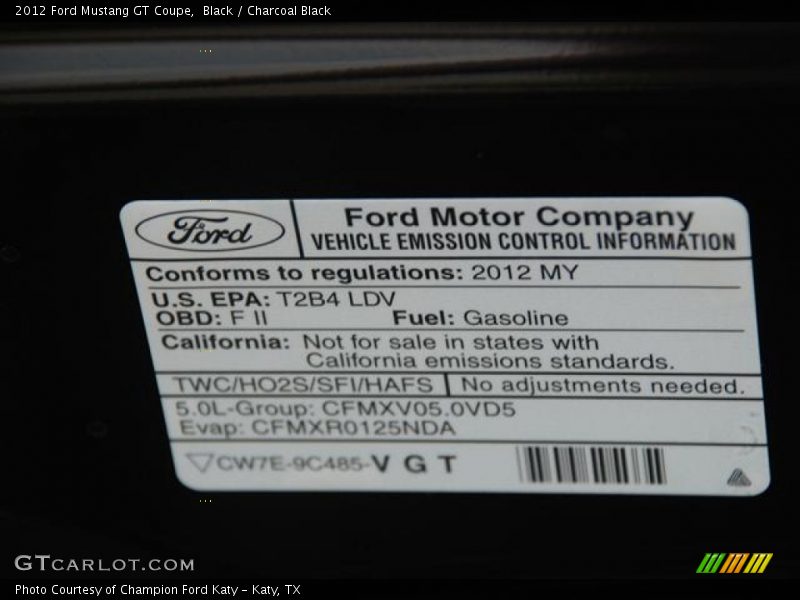 2012 Ford Mustang GT Coupe, Black / Charcoal Black
Ford
Ford Motor Company
VEHICLE EMISSION CONTROL INFORMATION
Conforms to regulations: 2012 MY
U.S. EPA: T2B4 LDV
OBD: F II Fuel: Gasoline
California: Not for sale in states with
California emissions standards.
TWC/HO2S/SFI/HAFS No adjustments needed.
5.0L-Group: CFMXV05.0VD5
Evap: CFMXR0125NDA
CW7E-9C485-V G T
GTCARLOT.COM
Photo Courtesy of Champion Ford Katy - Katy, TX